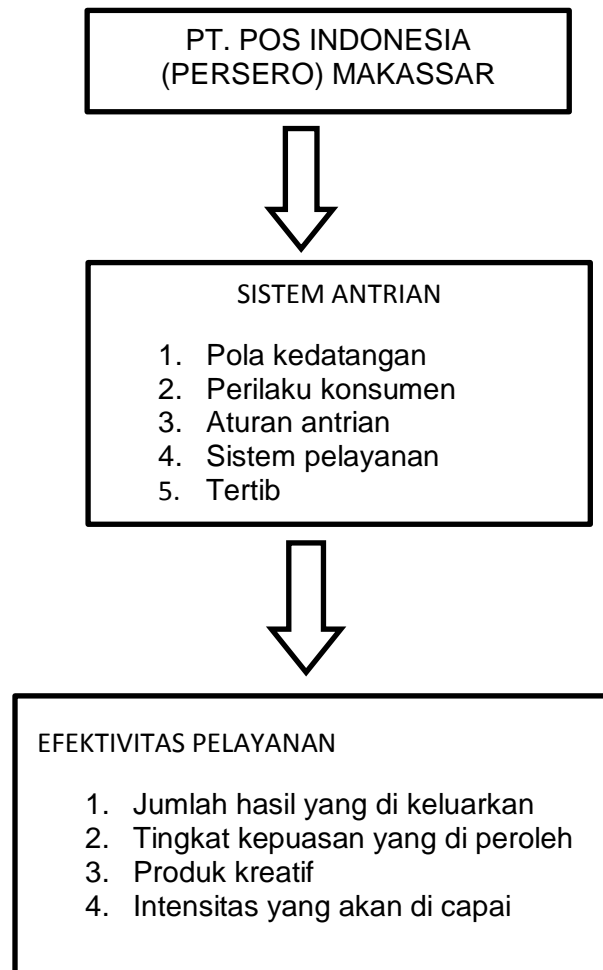 PT. POS INDONESIA
(PERSERO) MAKASSAR
SISTEM ANTRIAN
1. Pola kedatangan
2. Perilaku konsumen
3. Aturan antrian
4. Sistem pelayanan
5. Tertib
EFEKTIVITAS PELAYANAN
1. Jumlah hasil yang di keluarkan
2. Tingkat kepuasan yang di peroleh
3. Produk kreatif
4. Intensitas yang akan di capai